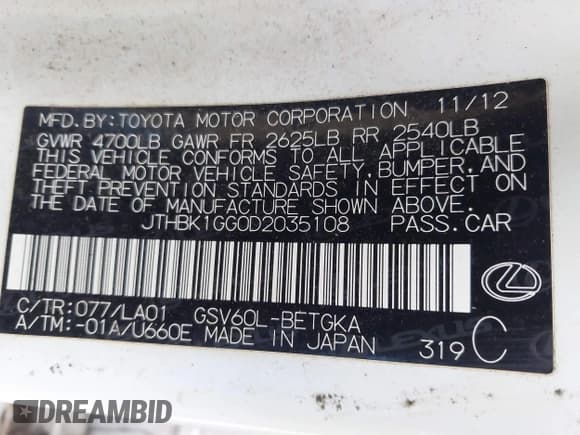 MFD. BY: TOYOTA MOTOR CORPORATION 11/12
GVWR 4700LB GAWR FR 2625LB RR 2540LB
THIS VEHICLE CONFORMS TO ALL APPLICABLE
FEDERAL MOTOR VEHICLE SAFETY, BUMPER, AND
THEFT PREVENTION STANDARDS IN EFFECT ON
THE DATE OF MANUFACTURE SHOWN ABOVE.
JTHBK1GG0D2035108 PASS. CAR
C/TR: 077/LA01 GSV60L-BETGKA
A/TM: -01A/U660E MADE IN JAPAN 319 C
DREAMBID